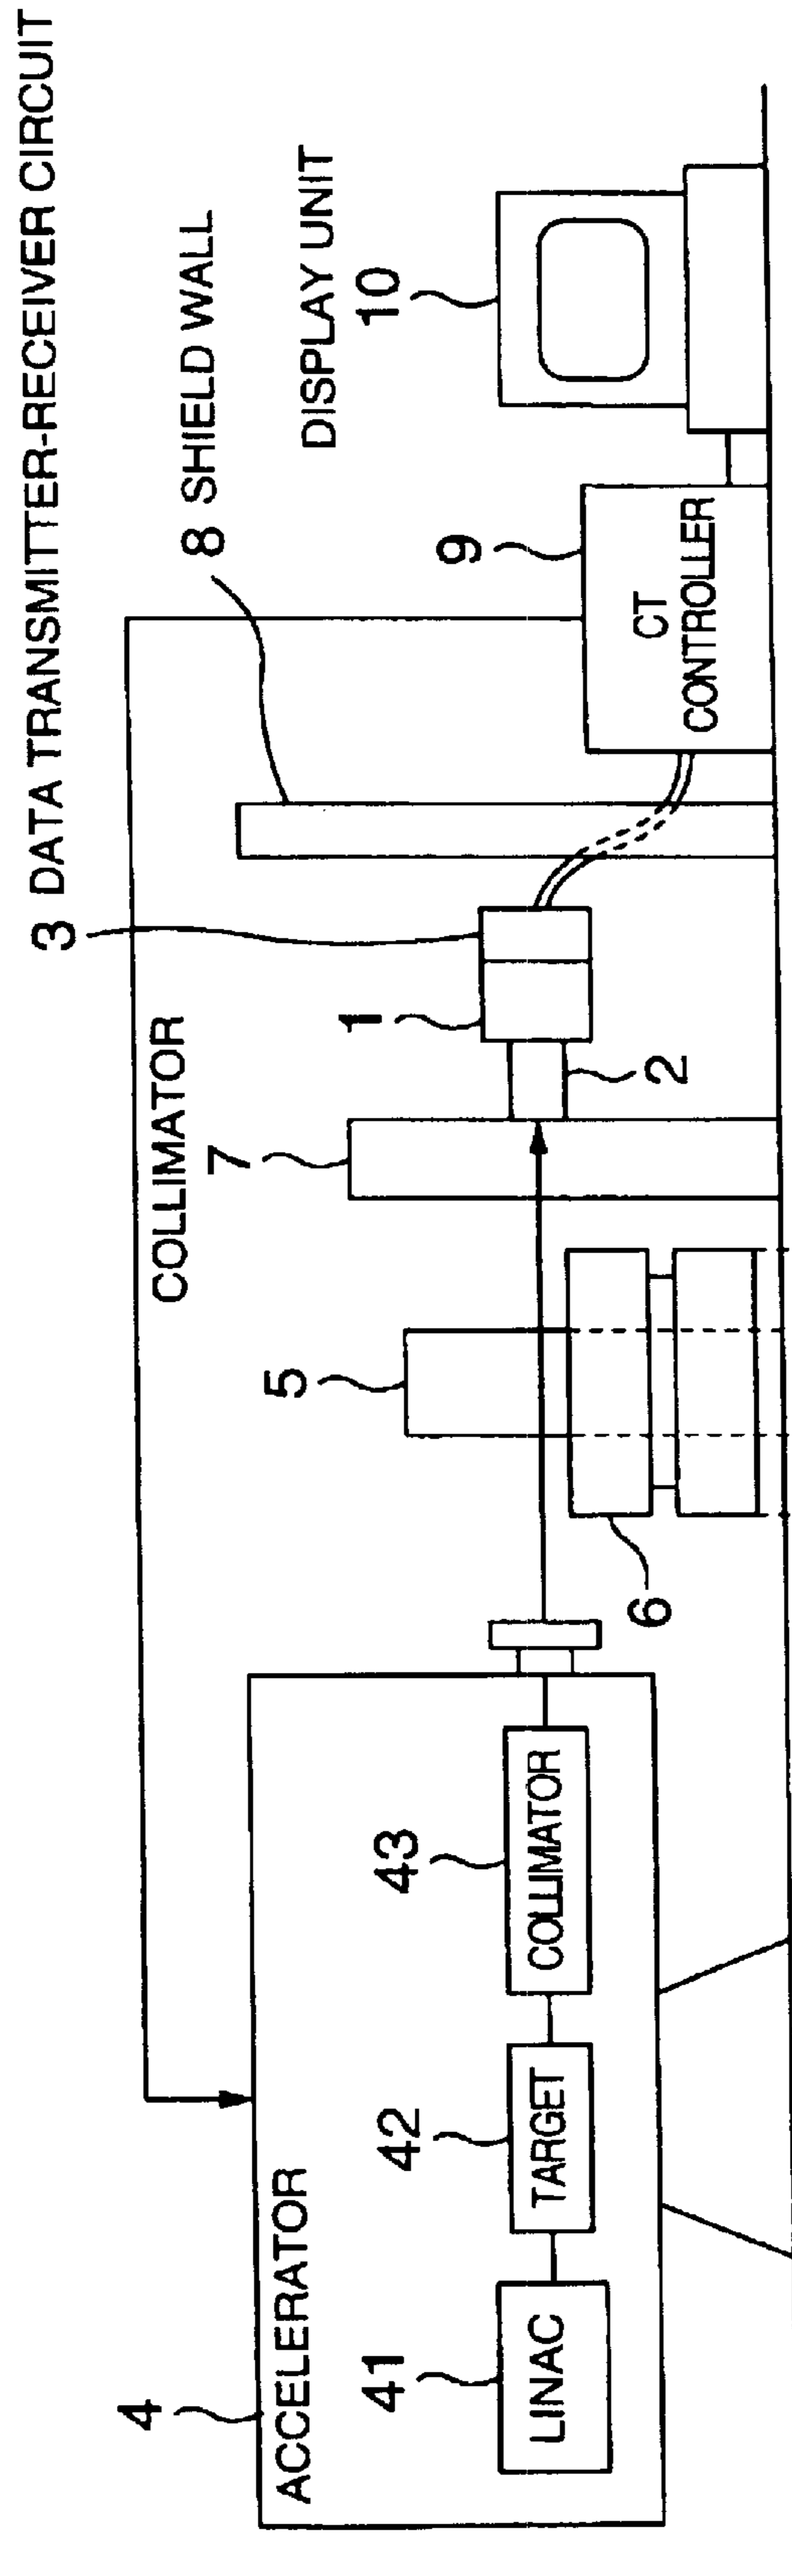 3 DATA TRANSMITTER-RECEIVER CIRCUIT
8 SHIELD WALL
DISPLAY UNIT
10
9
CT
CONTROLLER
COLLIMATOR
7
1
2
5
6
4
ACCELERATOR
41
LINAC
42
TARGET
43
COLLIMATOR